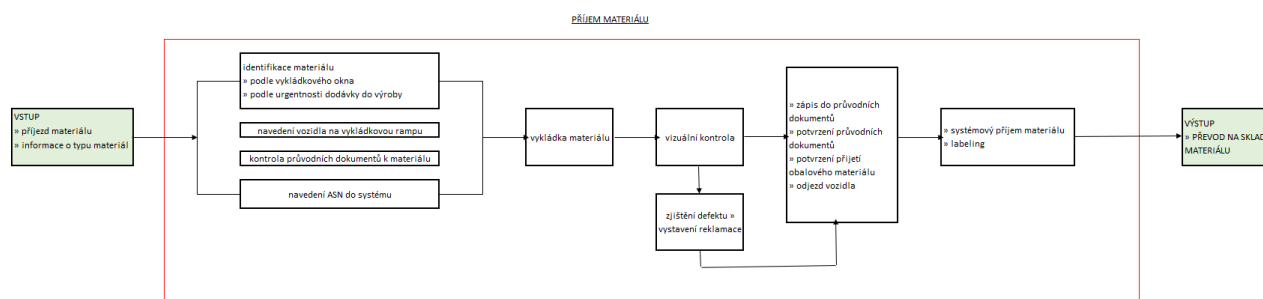 PŘÍJEM MATERIÁLU
VSTUP
» příjezd materiálu
» informace o typu materiál
identifikace materiálu
» podle vykládkového okna
» podle urgentnosti dodávky do výroby
navedení vozidla na vykládkovou rampu
kontrola průvodních dokumentů k materiálu
navedení ASN do systému
vykládka materiálu
vizuální kontrola
zjištění defektu »
vystavení reklamace
» zápis do průvodních
dokumentů
» potvrzení průvodních
dokumentů
» potvrzení přijetí
obalového materiálu
» odjezd vozidla
» systémový příjem materiálu
» labeling
VÝSTUP
» PŘEVOD NA SKLAD
MATERIÁLU